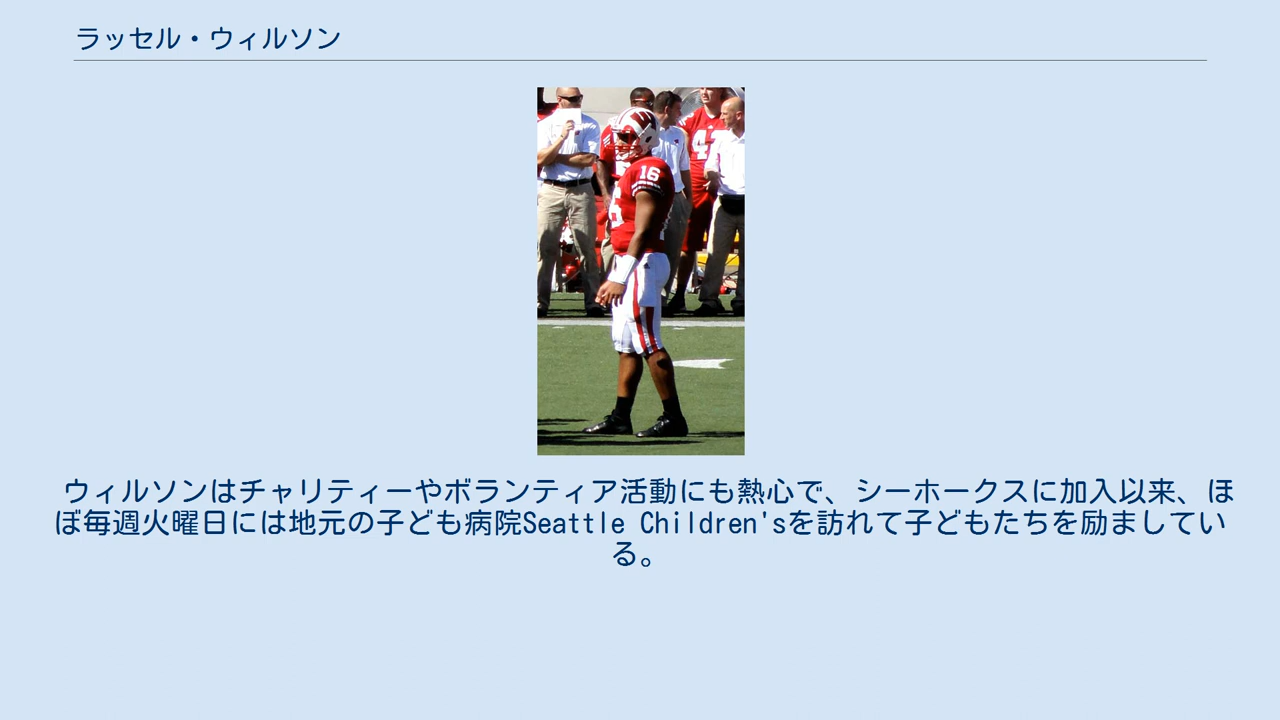 ラッセル・ウィルソン
16
ウィルソンはチャリティーやボランティア活動にも熱心で、シーホークスに加入以来、ほ
ぼ毎週火曜日には地元の子ども病院Seattle Children'sを訪れて子どもたちを励ましてい
る。